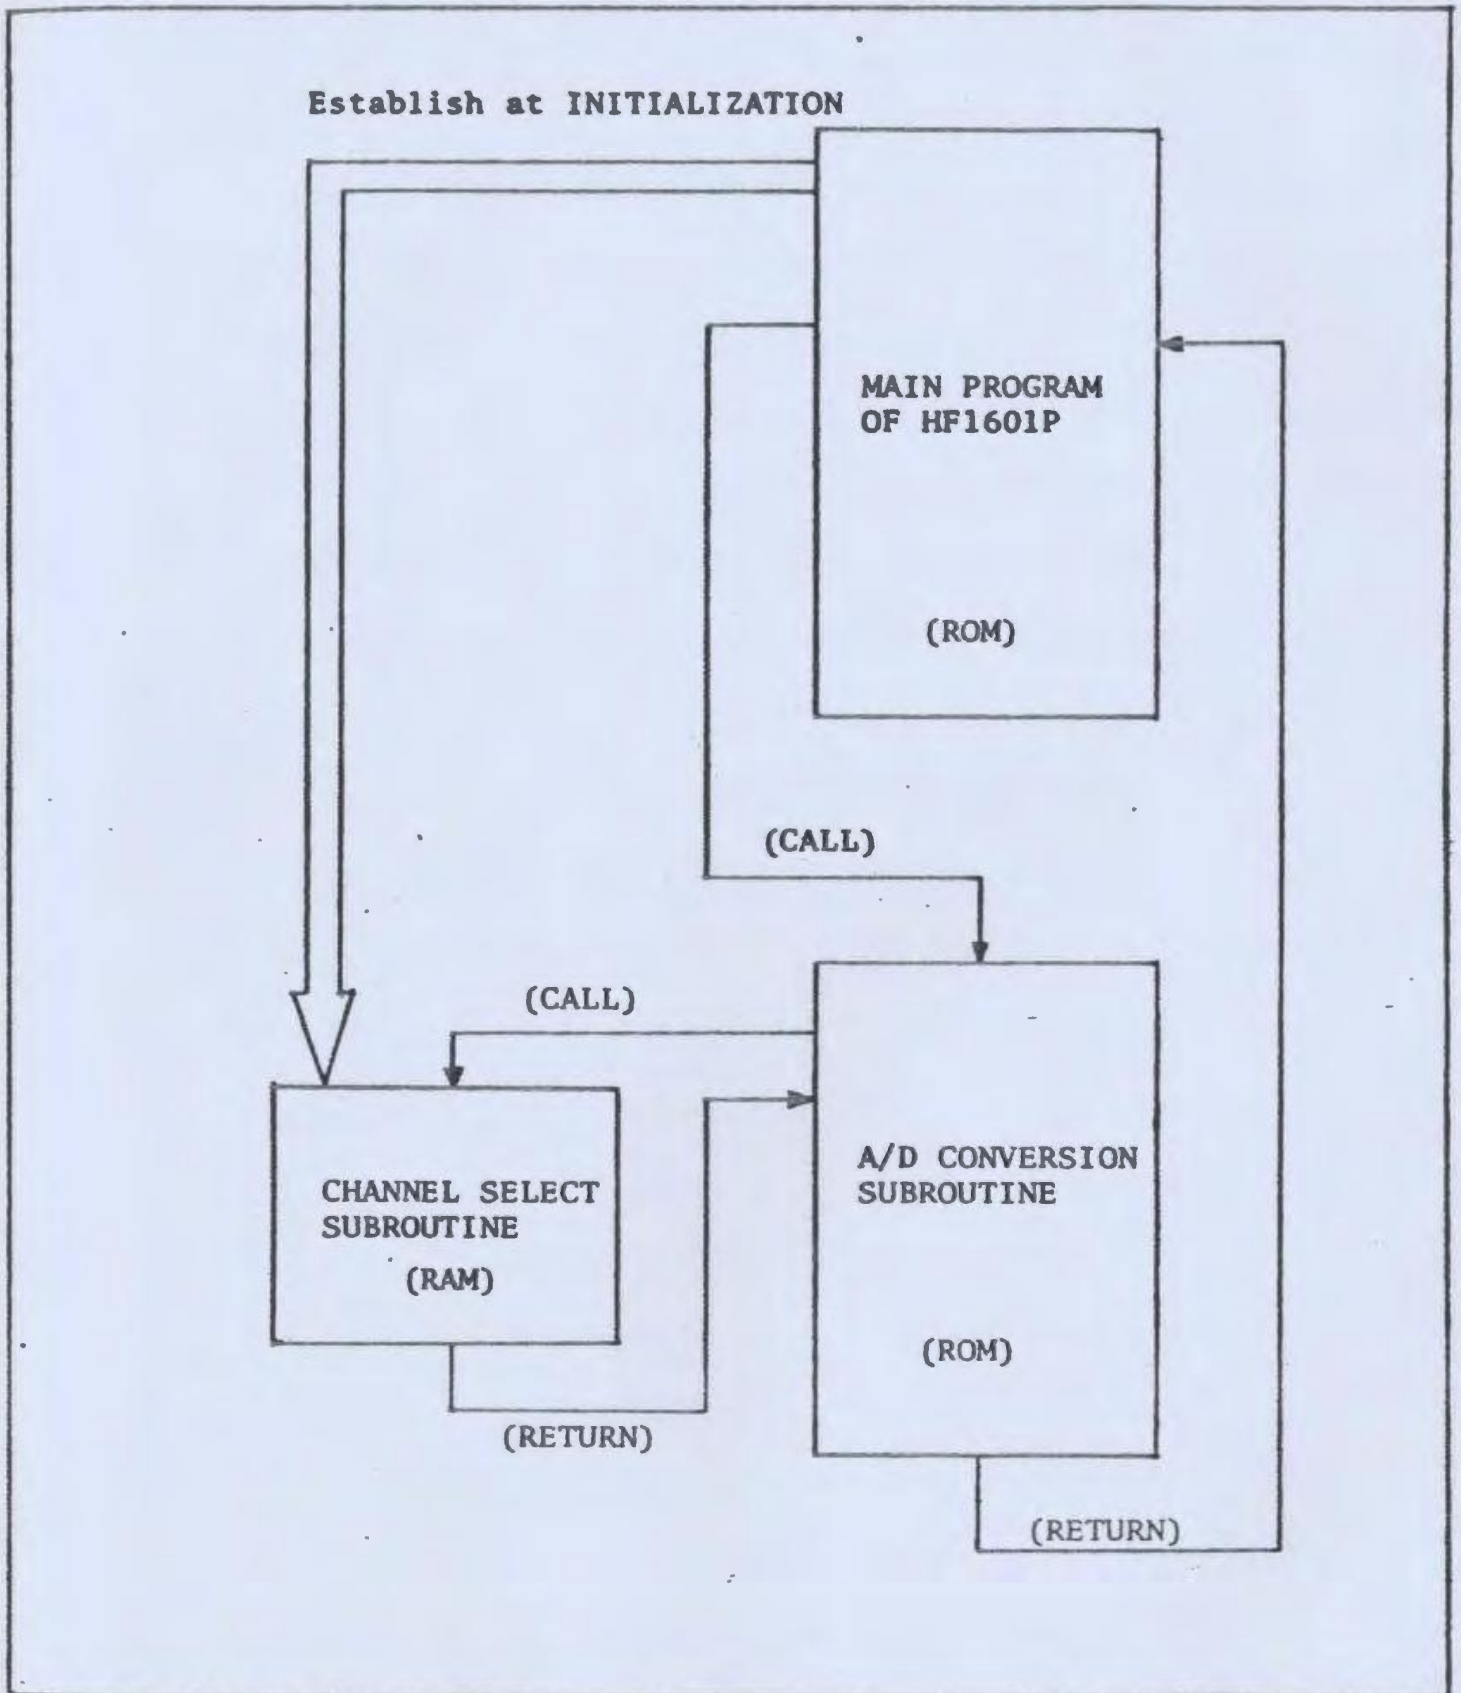 Establish at INITIALIZATION
MAIN PROGRAM
OF HF1601P
(ROM)
(CALL)
(CALL)
A/D CONVERSION
SUBROUTINE
CHANNEL SELECT
SUBROUTINE
(RAM)
(ROM)
(RETURN)
(RETURN)